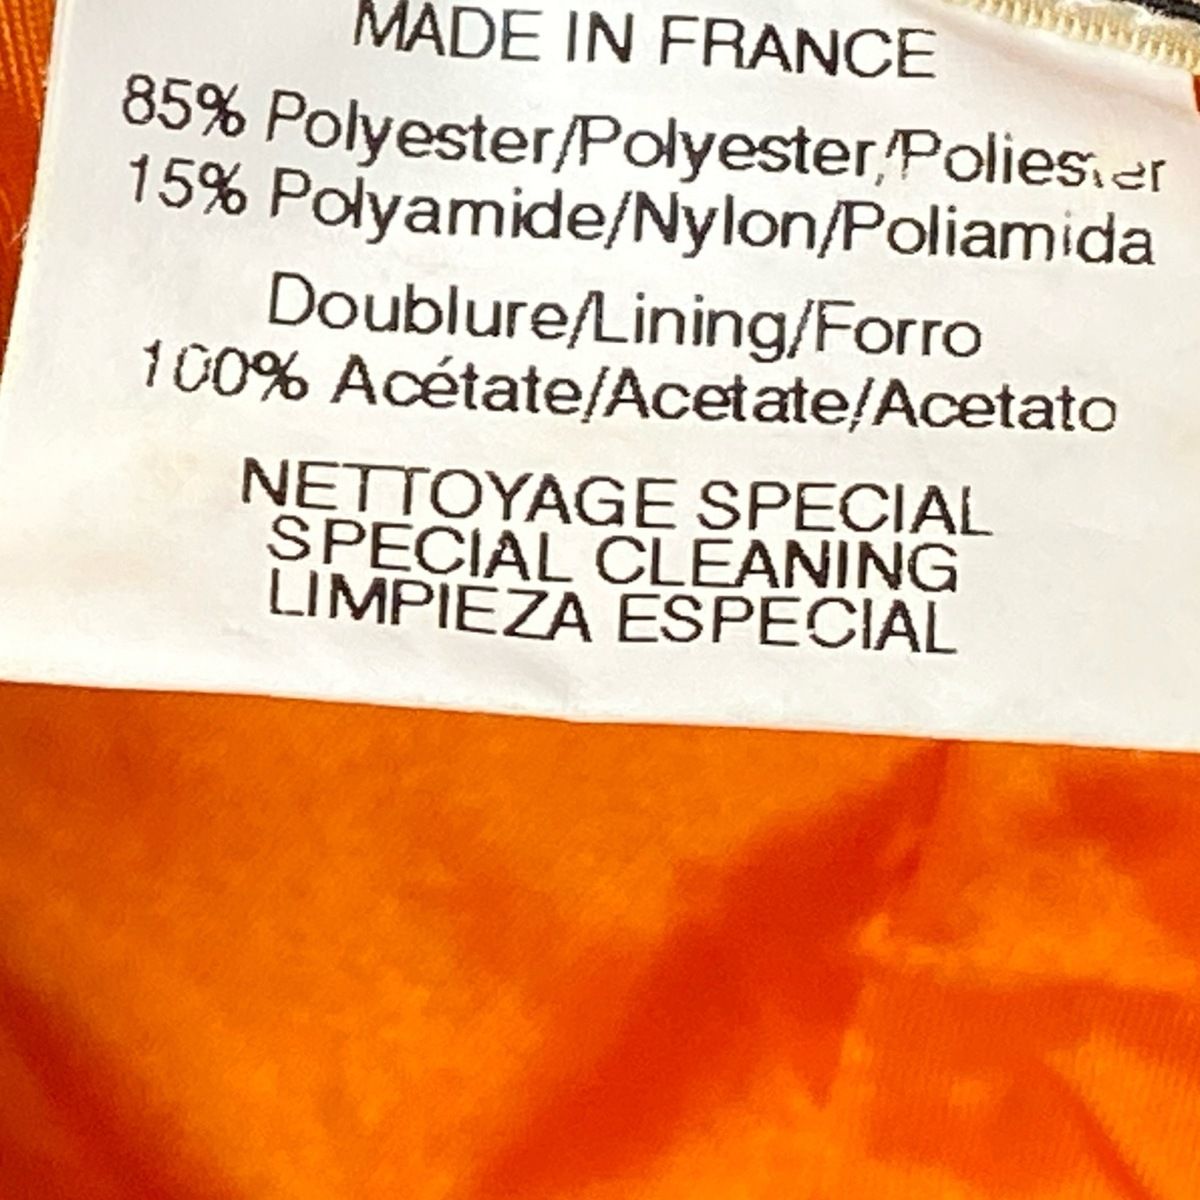 MADE IN FRANCE
85% Polyester/Polyester/Poliester
15% Polyamide/Nylon/Poliamida
Doublure/Lining/Forro
100% Acétate/Acetate/Acetato
NETTOYAGE SPECIAL
SPECIAL CLEANING
LIMPIEZA ESPECIAL